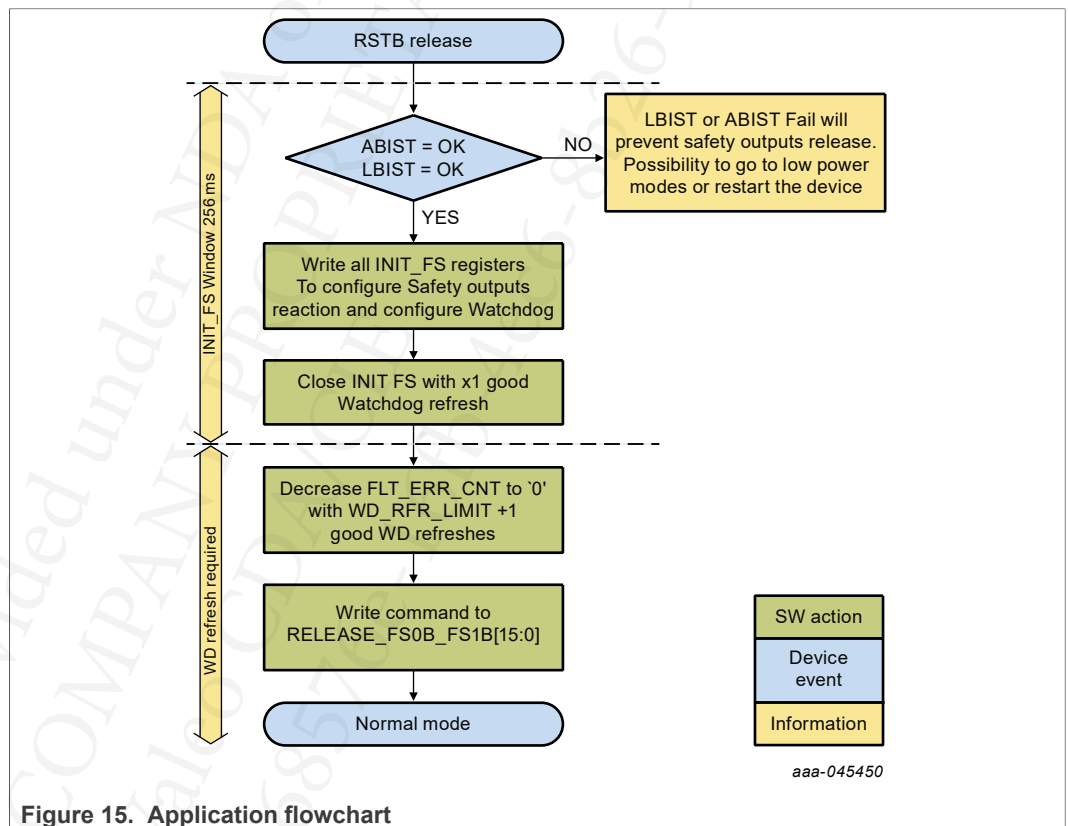 RSTB release
ABIST = OK
LBIST = OK
NO
YES
LBIST or ABIST Fail will
prevent safety outputs release.
Possibility to go to low power
modes or restart the device
INIT_FS Window 256 ms
Write all INIT_FS registers
To configure Safety outputs
reaction and configure Watchdog
Close INIT FS with x1 good
Watchdog refresh
WD refresh required
Decrease FLT_ERR_CNT to `0'
with WD_RFR_LIMIT +1
good WD refreshes
Write command to
RELEASE_FS0B_FS1B[15:0]
Normal mode
SW action
Device
event
Information
aaa-045450
Figure 15. Application flowchart
under NDA
COMPANY